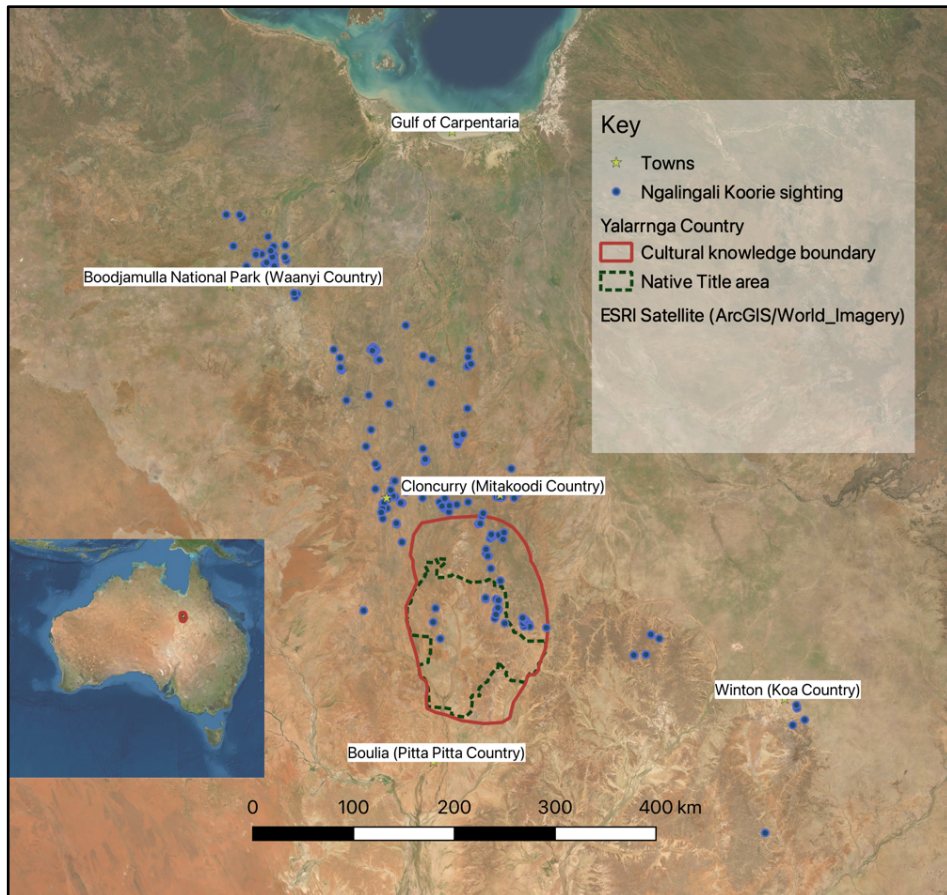 Gulf of Carpentaria
Key
Towns
Ngalingali Koorie sighting
Yalarrnga Country
Cultural knowledge boundary
Native Title area
ESRI Satellite (ArcGIS/World_Imagery)
Boodjamulla National Park (Waanyi Country)
Cloncurry (Mitakoodi Country)
Winton (Koa Country)
Boulia (Pitta Pitta Country)
0 100 200 300 400 km